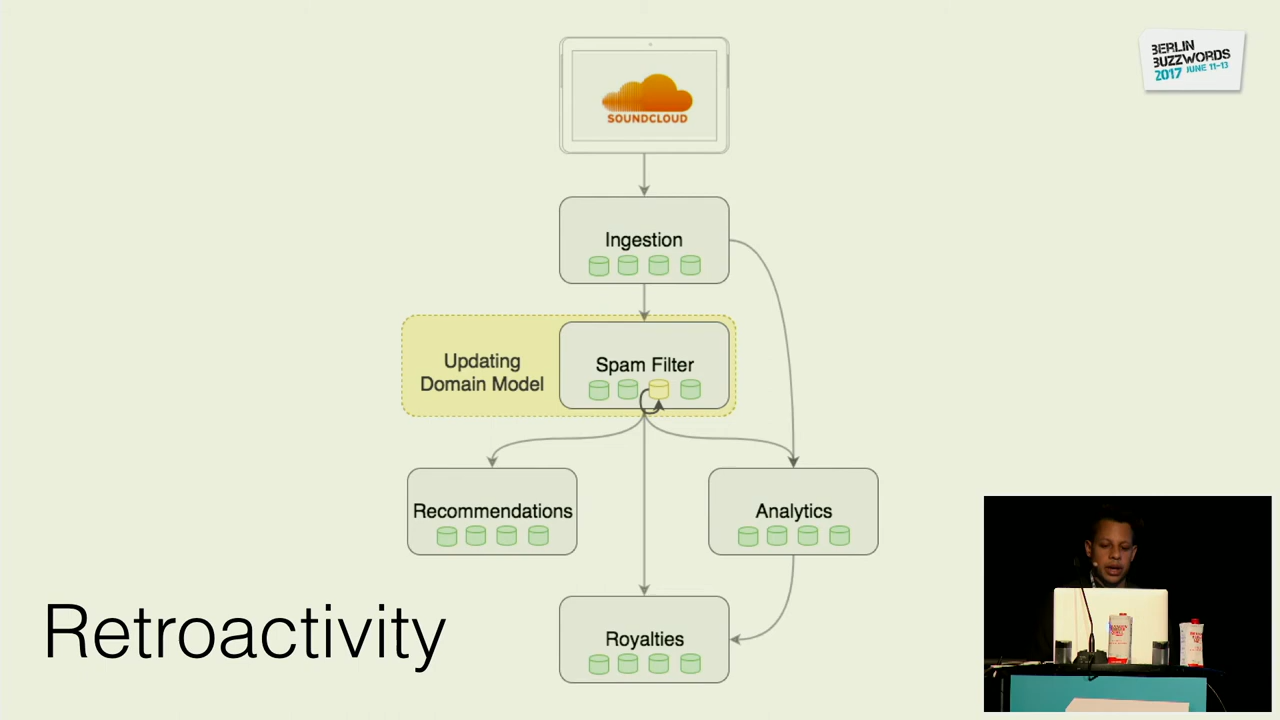 BERLIN
BUZZWORDS
2017 JUNE 11-13
SOUNDCLOUD
Ingestion
Updating
Domain Model
Spam Filter
Recommendations
Analytics
Royalties
Retroactivity